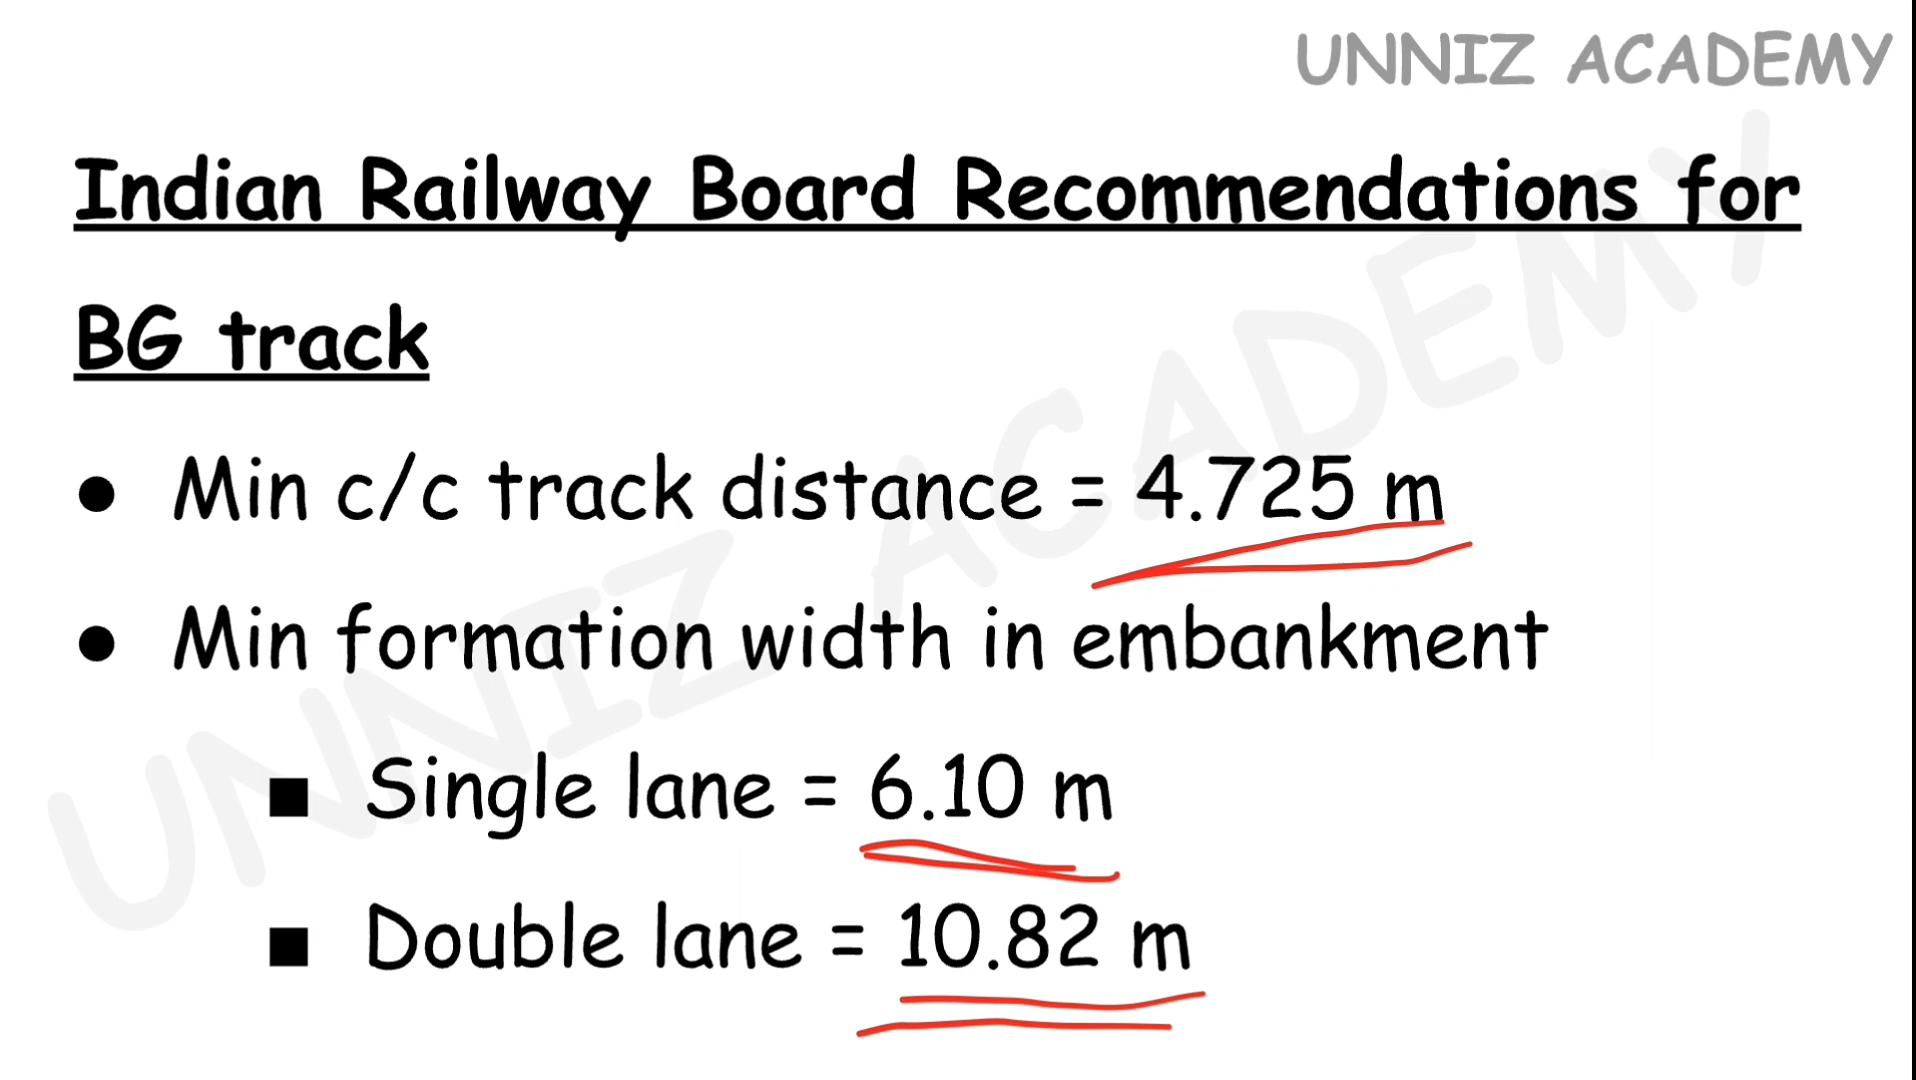 UNNIZ ACADEMY
Indian Railway Board Recommendations for
BG track
● Min c/c track distance = 4.725 m
● Min formation width in embankment
■ Single lane = 6.10 m
■ Double lane = 10.82 m
UNNIZ ACADEMY